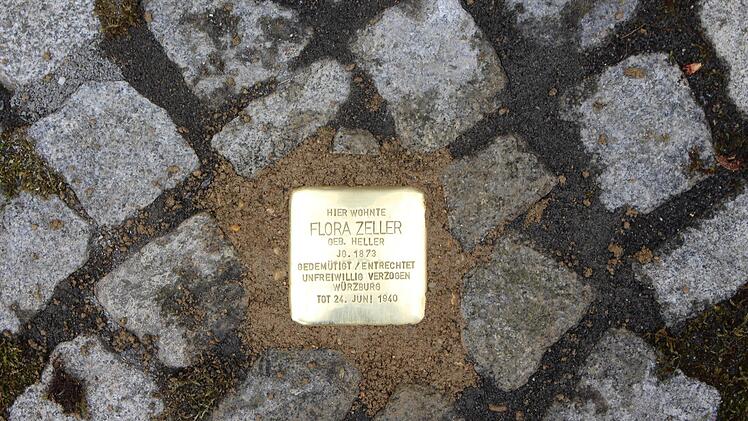 HIER WOHNTE
FLORA ZELLER
GEB. HELLER
JG. 1873
GEDEMÜTIGT / ENTRECHTET
UNFREIWILLIG VERZOGEN
WÜRZBURG
TOT 24. JUNI 1940